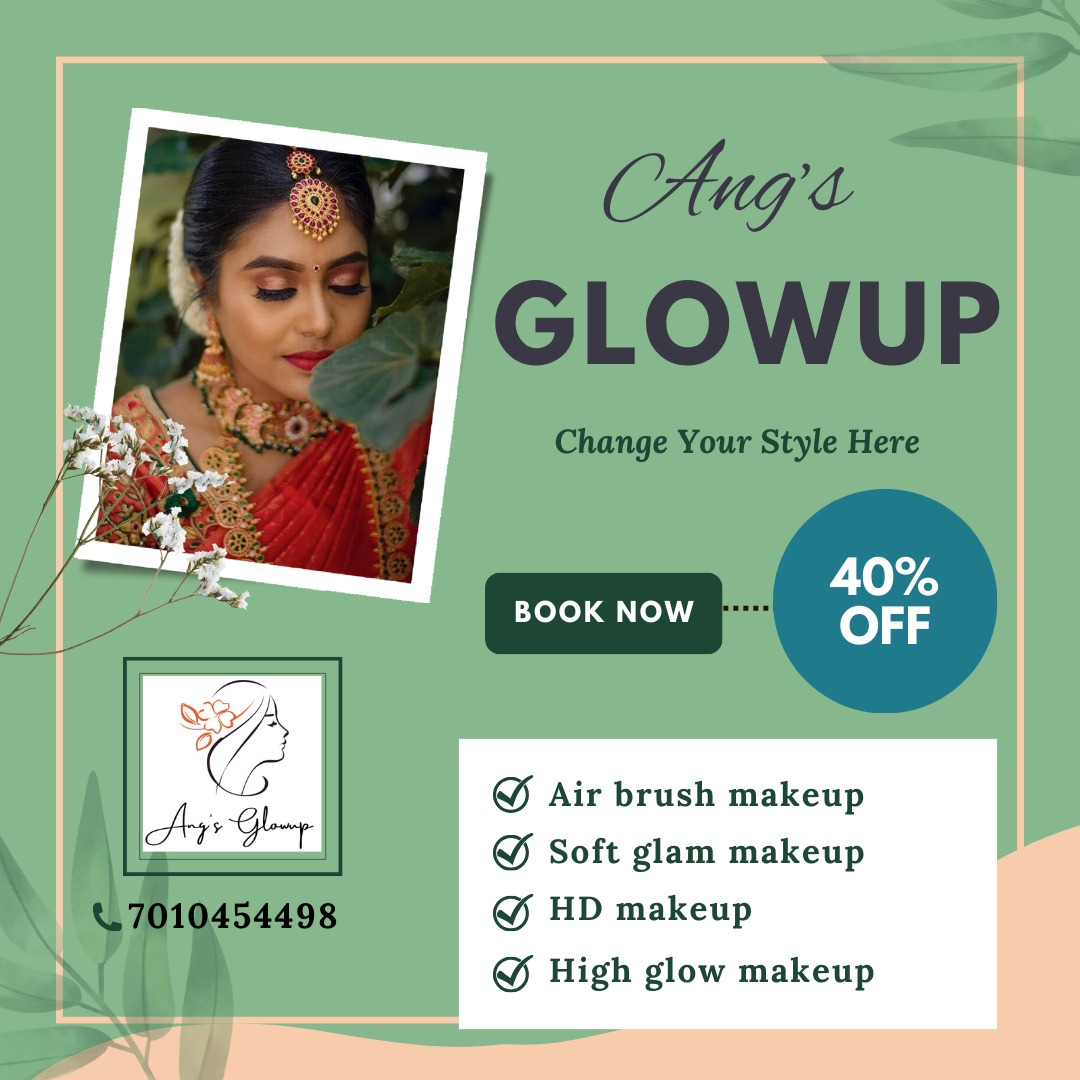 Ang's
GLOWUP
Change Your Style Here
BOOK NOW
40%
OFF
Ang's Glowup
7010454498
Air brush makeup
Soft glam makeup
HD makeup
High glow makeup